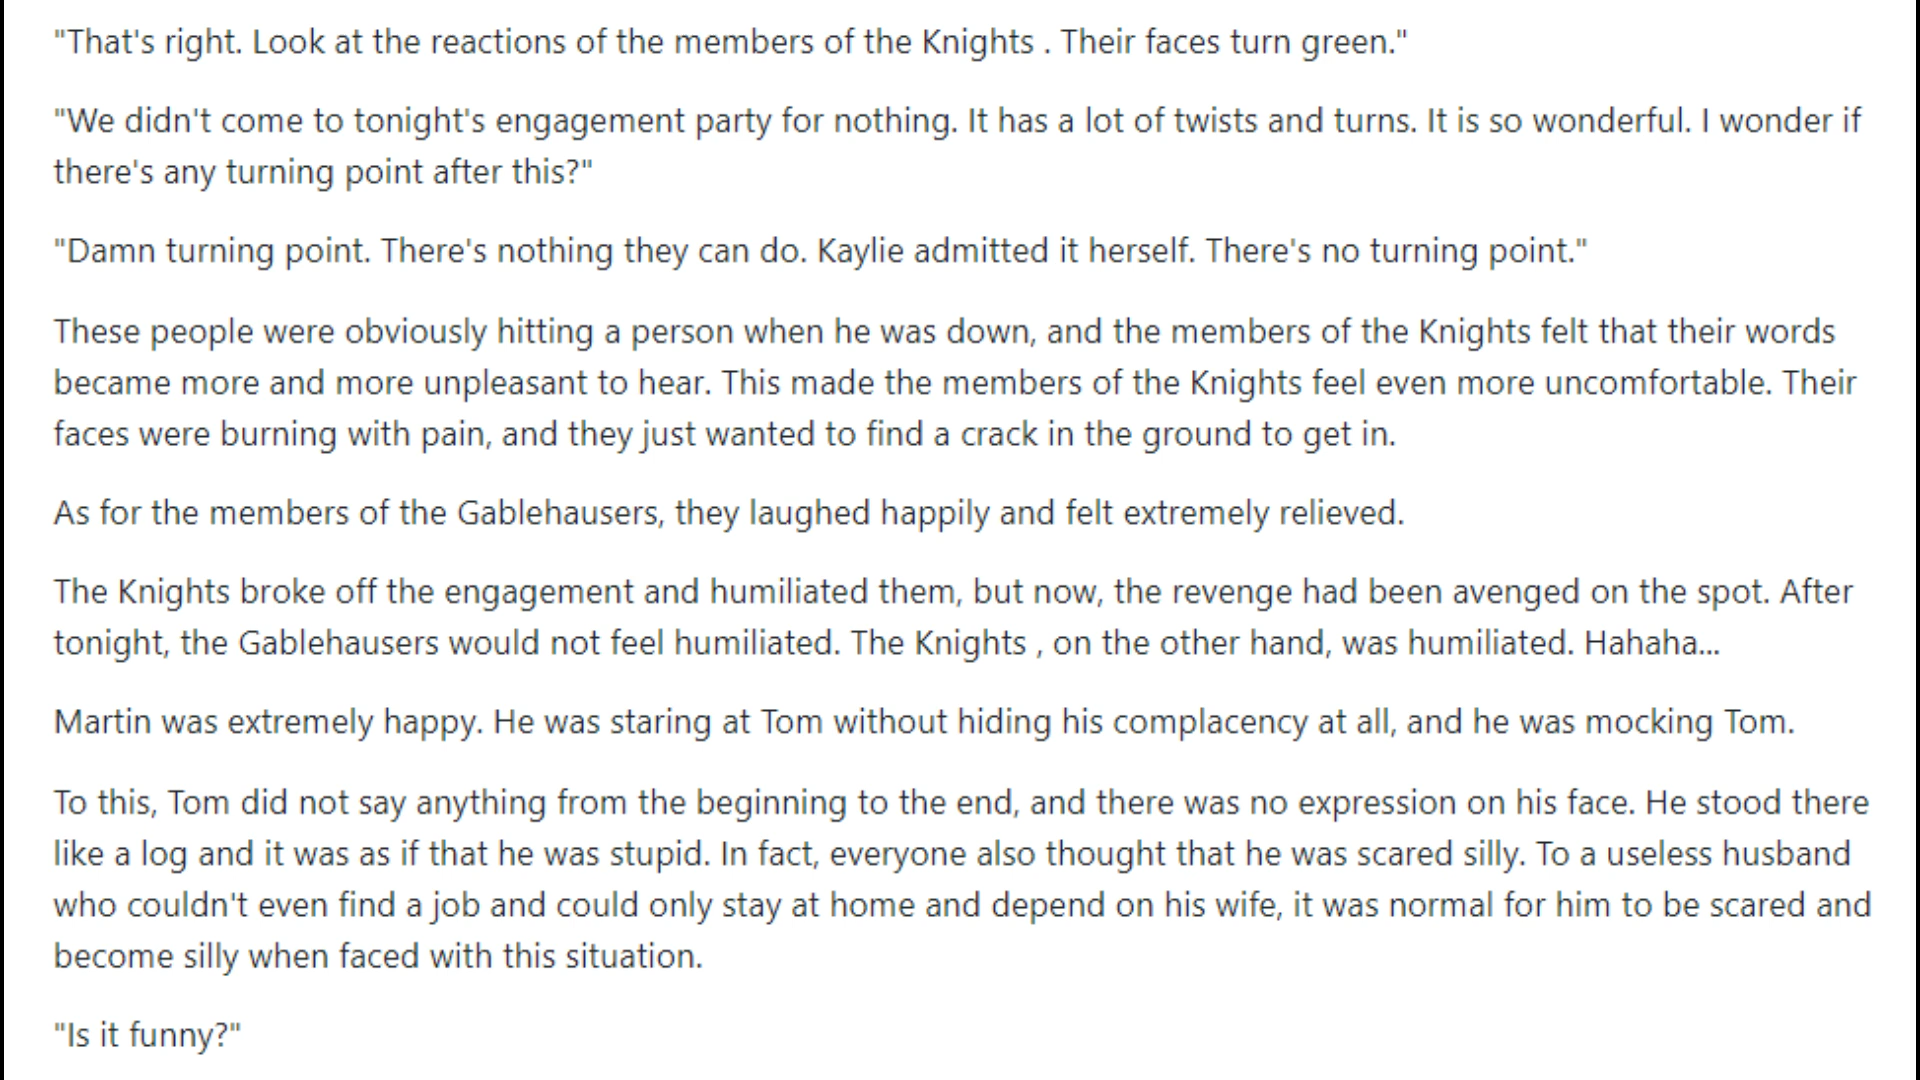 "That's right. Look at the reactions of the members of the Knights . Their faces turn green."
"We didn't come to tonight's engagement party for nothing. It has a lot of twists and turns. It is so wonderful. I wonder if
there's any turning point after this?"
"Damn turning point. There's nothing they can do. Kaylie admitted it herself. There's no turning point."
These people were obviously hitting a person when he was down, and the members of the Knights felt that their words
became more and more unpleasant to hear. This made the members of the Knights feel even more uncomfortable. Their
faces were burning with pain, and they just wanted to find a crack in the ground to get in.
As for the members of the Gablehausers, they laughed happily and felt extremely relieved.
The Knights broke off the engagement and humiliated them, but now, the revenge had been avenged on the spot. After
tonight, the Gablehausers would not feel humiliated. The Knights , on the other hand, was humiliated. Hahaha...
Martin was extremely happy. He was staring at Tom without hiding his complacency at all, and he was mocking Tom.
To this, Tom did not say anything from the beginning to the end, and there was no expression on his face. He stood there
like a log and it was as if that he was stupid. In fact, everyone also thought that he was scared silly. To a useless husband
who couldn't even find a job and could only stay at home and depend on his wife, it was normal for him to be scared and
become silly when faced with this situation.
"Is it funny?"